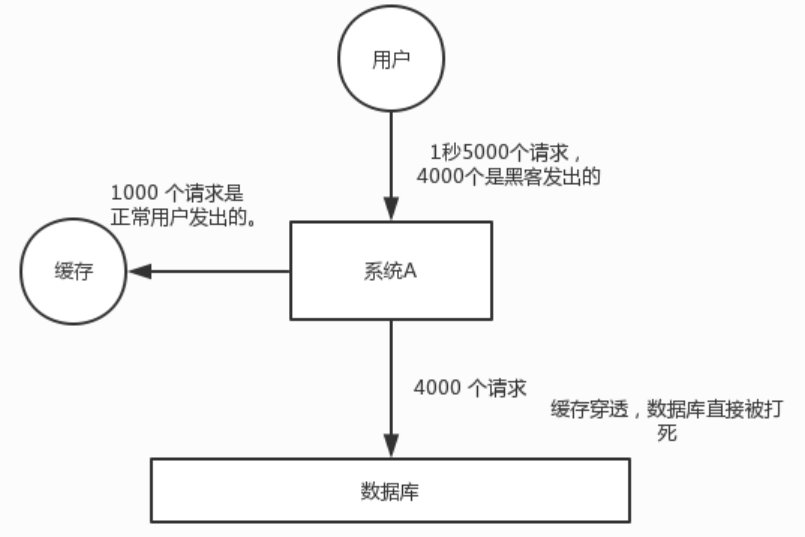 用户
1秒5000个请求，
4000个是黑客发出的
1000 个请求是
正常用户发出的。
缓存
系统A
4000 个请求
缓存穿透，数据库直接被打
死
数据库